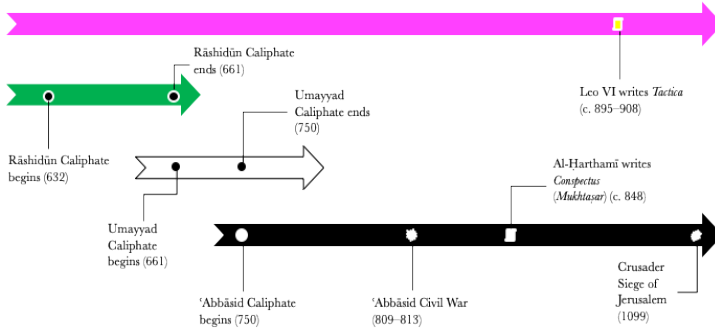 Rāshidūn Caliphate
ends (661)
Leo VI writes Tactica
(c. 895–908)
Umayyad
Caliphate ends
(750)
Rāshidūn Caliphate
begins (632)
Al-Ḥarthamī writes
Conspectus
(Mukhtaṣar) (c. 848)
Umayyad
Caliphate
begins (661)
Crusader
Siege of
Jerusalem
(1099)
ʿAbbāsid Caliphate
begins (750)
ʿAbbāsid Civil War
(809–813)